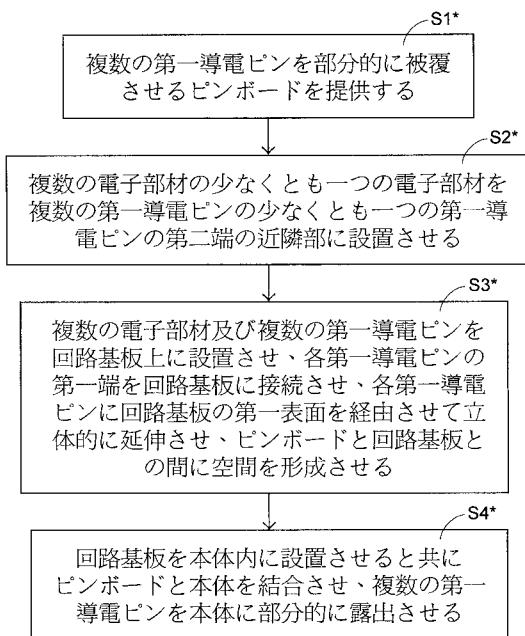 S1*
複数の第一導電ピンを部分的に被覆
させるピンボードを提供する
S2*
複数の電子部材の少なくとも一つの電子部材を
複数の第一導電ピンの少なくとも一つの第一導
電ピンの第二端の近隣部に設置させる
S3*
複数の電子部材及び複数の第一導電ピンを
回路基板上に設置させ、各第一導電ピンの
第一端を回路基板に接続させ、各第一導電
ピンに回路基板の第一表面を経由させて立
体的に延伸させ、ピンボードと回路基板と
の間に空間を形成させる
S4*
回路基板を本体内に設置させると共に
ピンボードと本体を結合させ、複数の第一
導電ピンを本体に部分的に露出させる